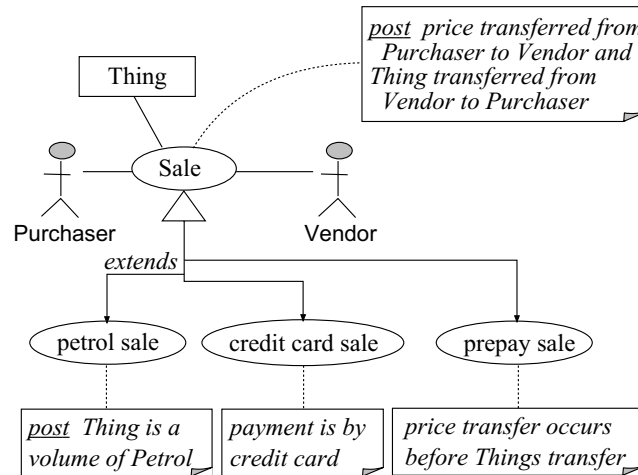 post price transferred from
Purchaser to Vendor and
Thing transferred from
Vendor to Purchaser
Thing
Sale
Purchaser
Vendor
extends
petrol sale
credit card sale
prepay sale
post Thing is a
volume of Petrol
payment is by
credit card
price transfer occurs
before Things transfer